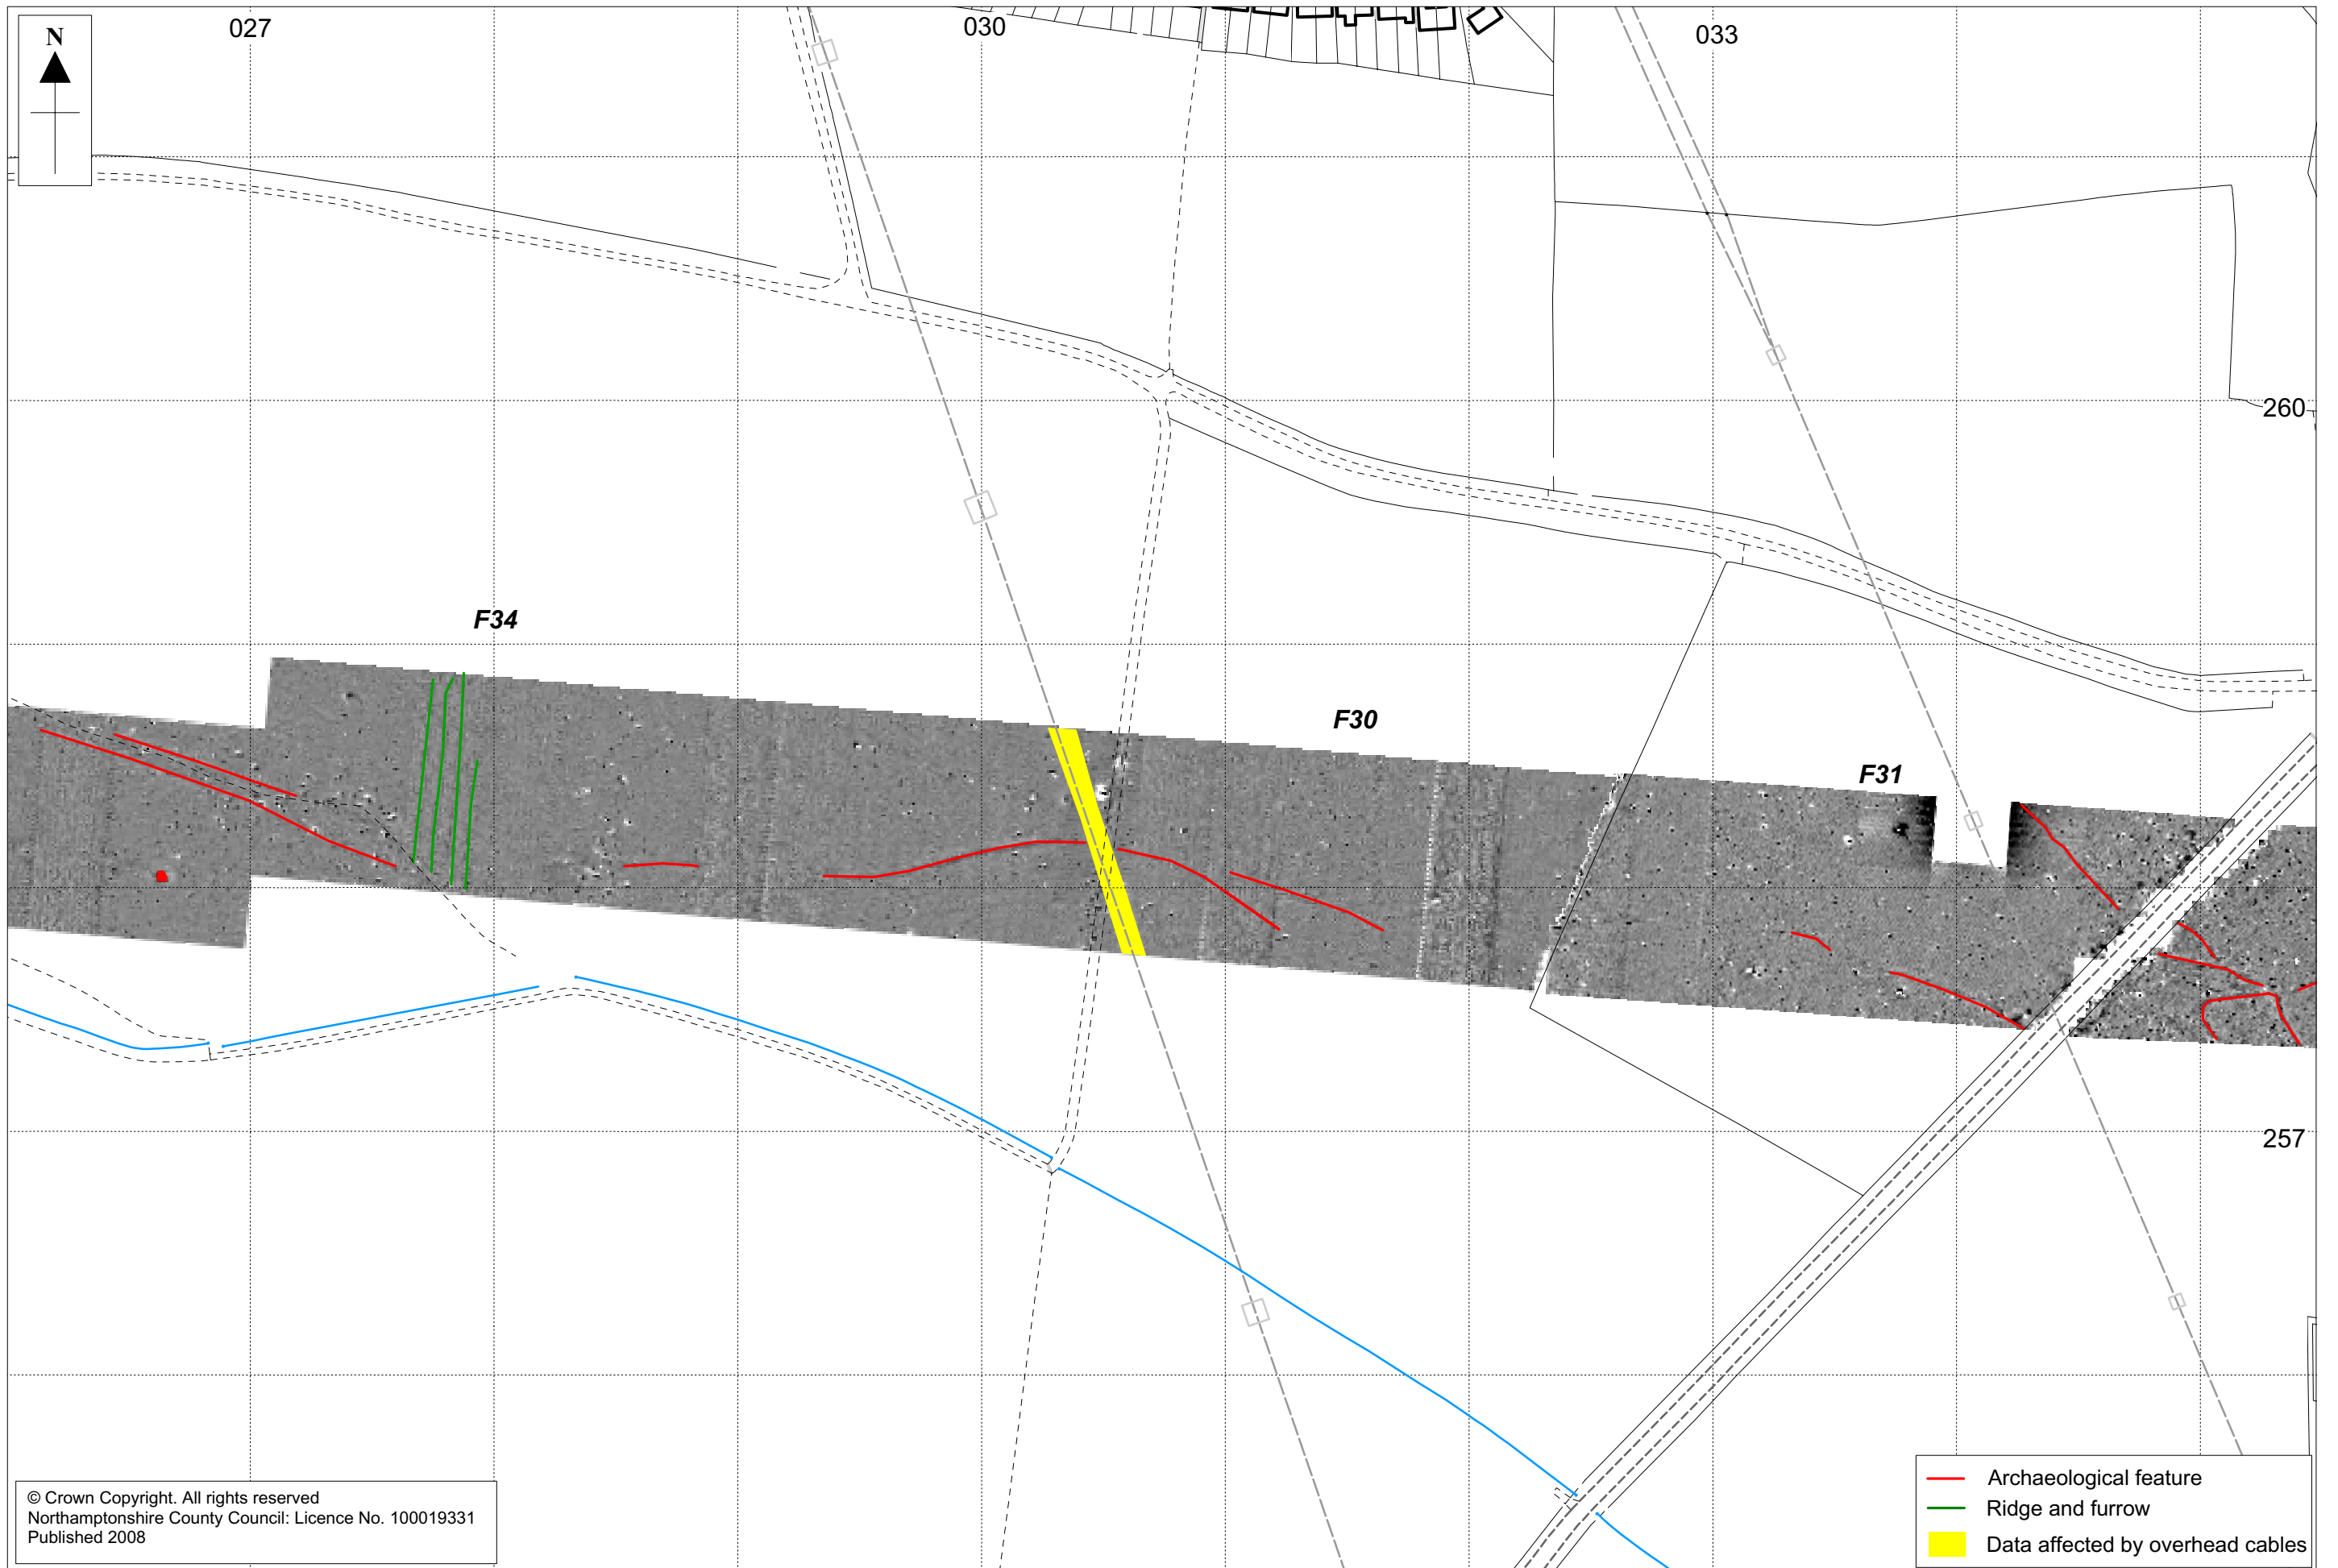 N
027
030
033
260
F34
F30
F31
257
© Crown Copyright. All rights reserved
Northamptonshire County Council: Licence No. 100019331
Published 2008
Archaeological feature
Ridge and furrow
Data affected by overhead cables